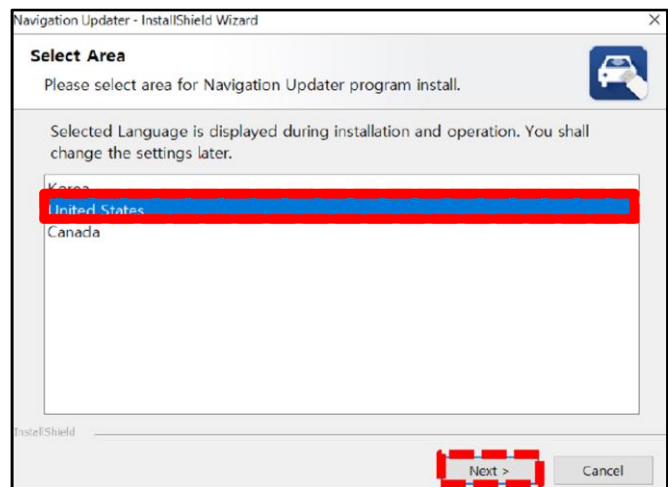 Navigation Updater - InstallShield Wizard
Select Area
Please select area for Navigation Updater program install.
Selected Language is displayed during installation and operation. You shall
change the settings later.
Korea
United States
Canada
InstallShield
Next >
Cancel